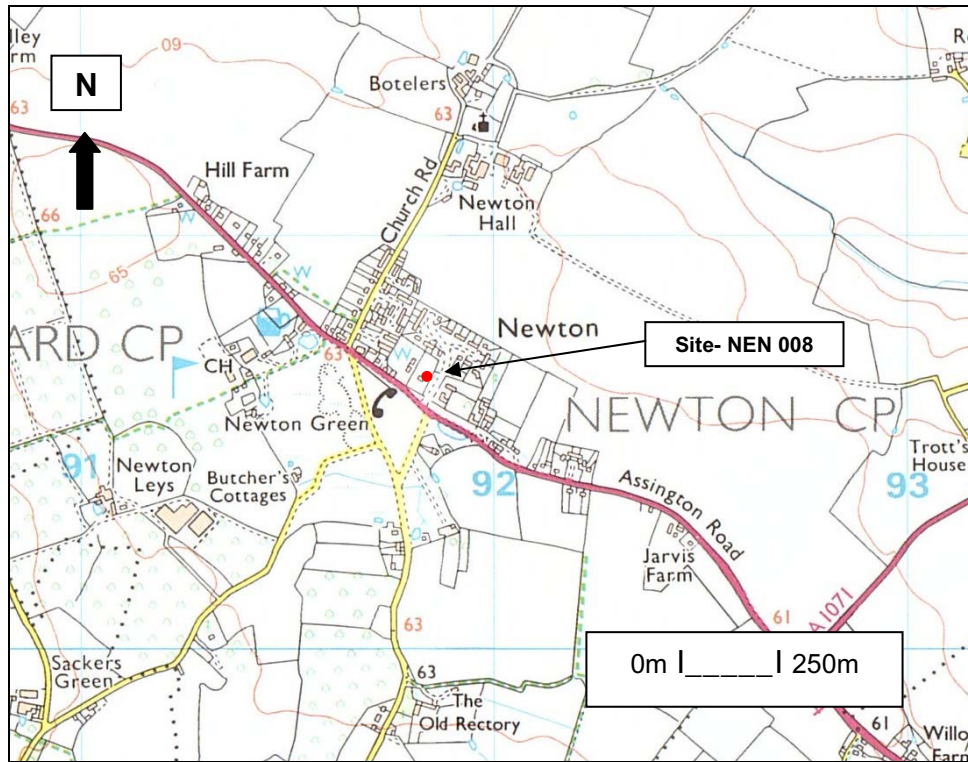 lley
rm
09
N
63
Botelers
63
Church Rd
Hill Farm
Newton
Hall
66
W
65
W
ARD CP
CH
63
W
Newton
Site- NEN 008
Newton Green
NEWTON CP
91
Newton
Leys
Butcher's
Cottages
92
Trott's
House
93
Assington Road
Jarvis
Farm
A 1071
61
63
0m I_____I 250m
Sackers
Green
63
The
Old Rectory
61
Willo
Farm